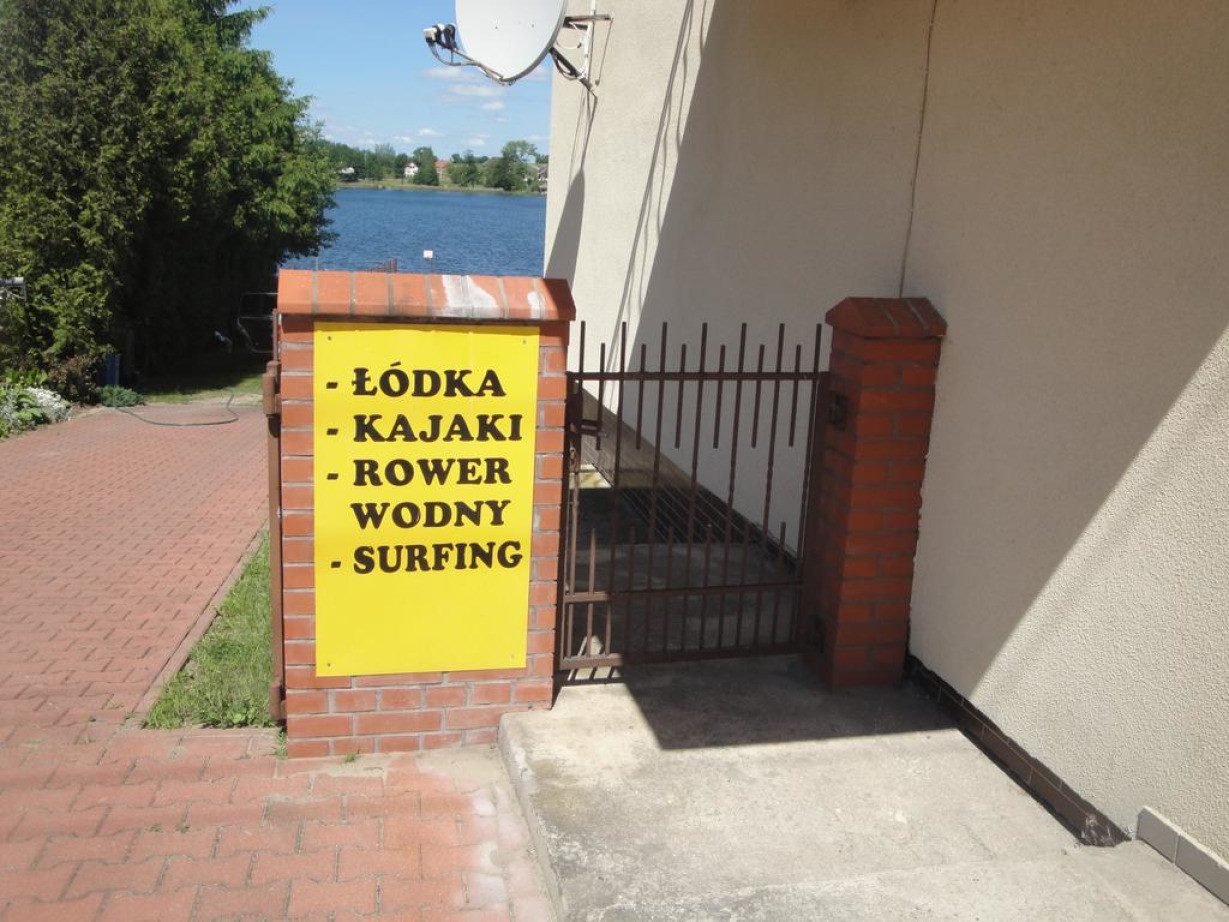 - ŁÓDKA
- KAJAKI
- ROWER
WODNY
- SURFING